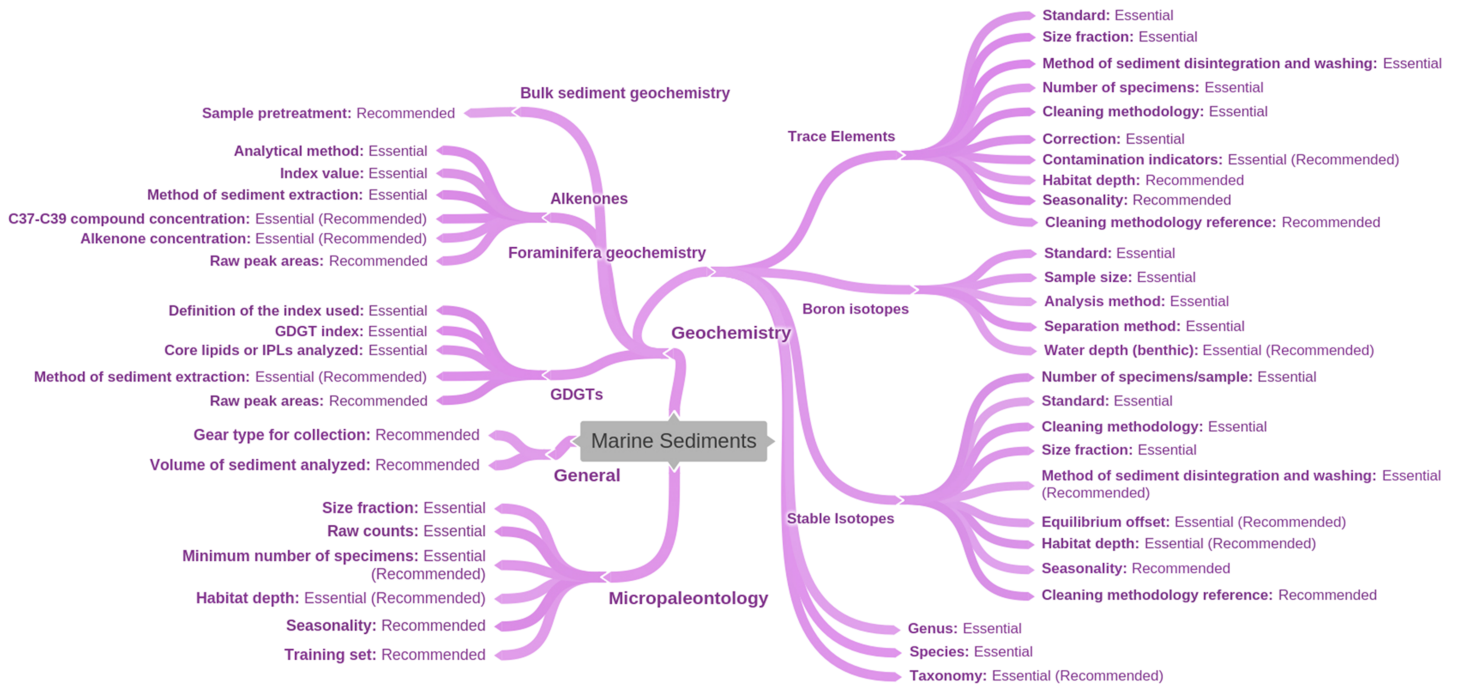 Marine Sediments
Geochemistry
Bulk sediment geochemistry
Sample pretreatment: Recommended
Alkenones
Analytical method: Essential
Index value: Essential
Method of sediment extraction: Essential
C37-C39 compound concentration: Essential (Recommended)
Alkenone concentration: Essential (Recommended)
Raw peak areas: Recommended
GDGTs
Definition of the index used: Essential
GDGT index: Essential
Core lipids or IPLs analyzed: Essential
Method of sediment extraction: Essential (Recommended)
Raw peak areas: Recommended
General
Gear type for collection: Recommended
Volume of sediment analyzed: Recommended
Micropaleontology
Size fraction: Essential
Raw counts: Essential
Minimum number of specimens: Essential
(Recommended)
Habitat depth: Essential (Recommended)
Seasonality: Recommended
Training set: Recommended
Foraminifera geochemistry
Trace Elements
Standard: Essential
Size fraction: Essential
Method of sediment disintegration and washing: Essential
Number of specimens: Essential
Cleaning methodology: Essential
Correction: Essential
Contamination indicators: Essential (Recommended)
Habitat depth: Recommended
Seasonality: Recommended
Cleaning methodology reference: Recommended
Boron isotopes
Standard: Essential
Sample size: Essential
Analysis method: Essential
Separation method: Essential
Water depth (benthic): Essential (Recommended)
Stable Isotopes
Number of specimens/sample: Essential
Standard: Essential
Cleaning methodology: Essential
Size fraction: Essential
Method of sediment disintegration and washing: Essential
(Recommended)
Equilibrium offset: Essential (Recommended)
Habitat depth: Essential (Recommended)
Seasonality: Recommended
Cleaning methodology reference: Recommended
Genus: Essential
Species: Essential
Taxonomy: Essential (Recommended)